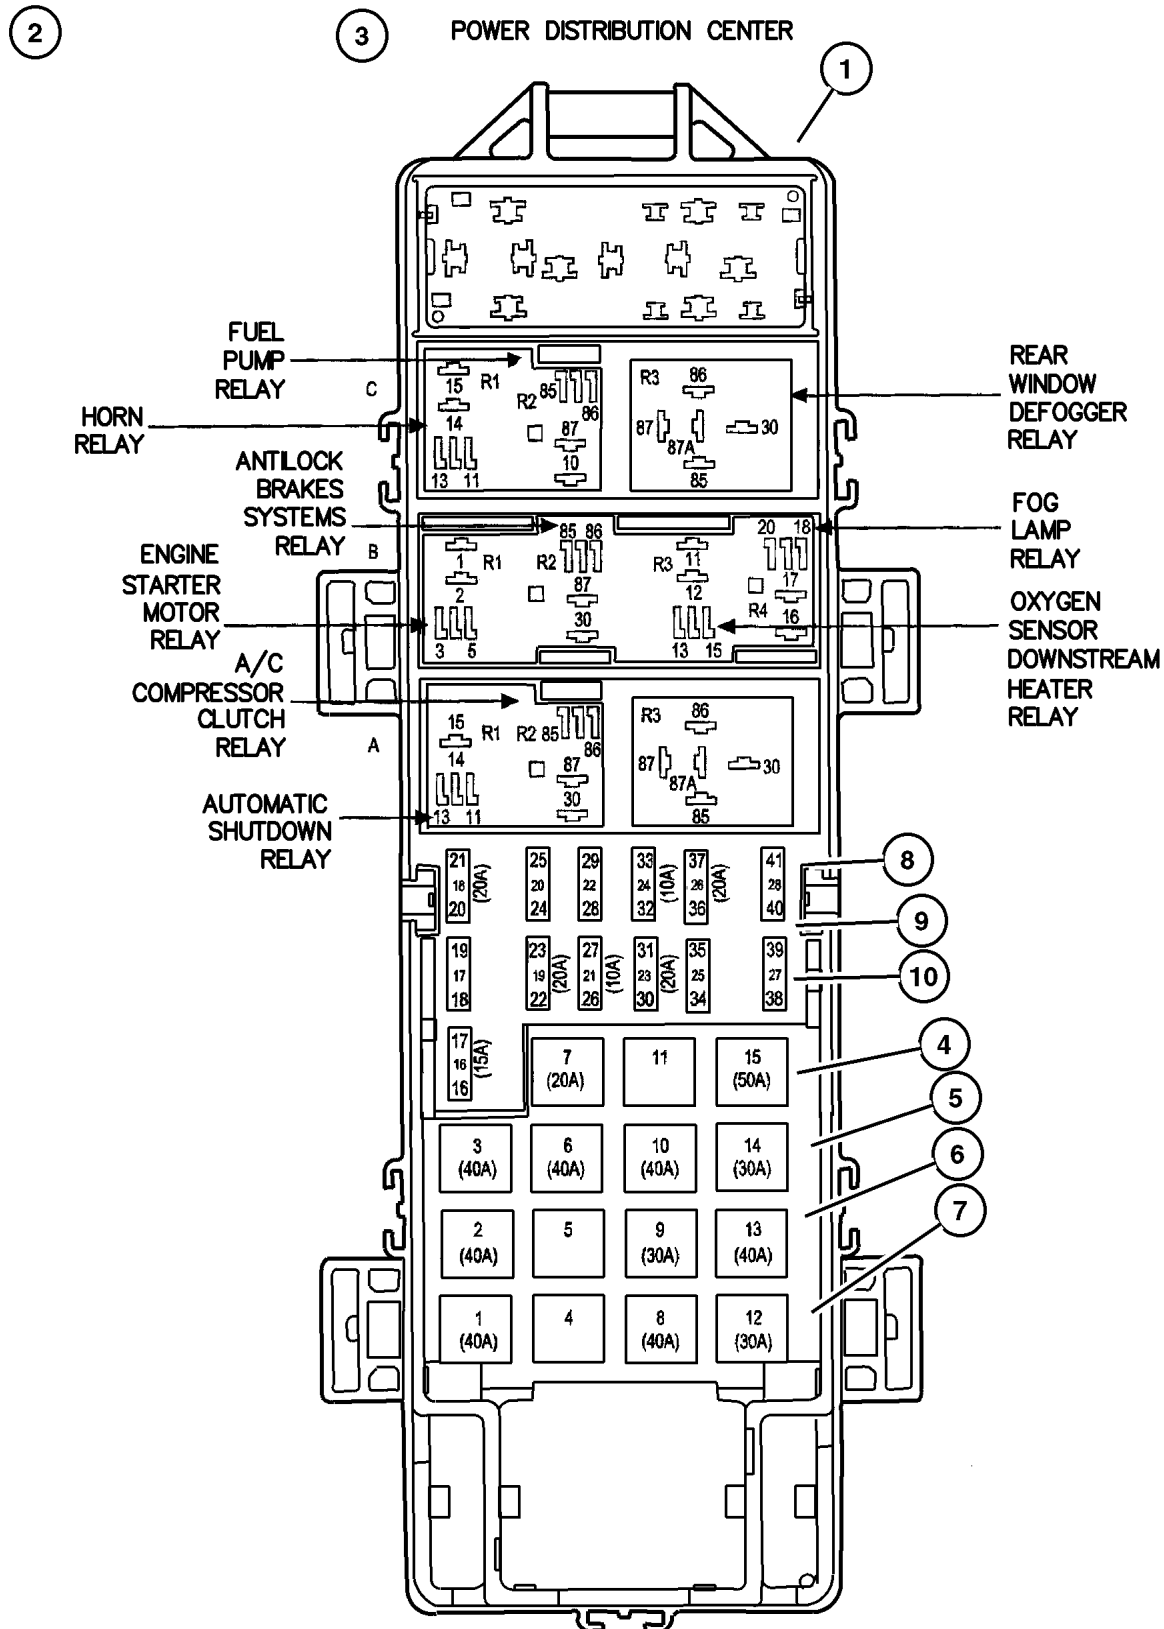 2
3
POWER DISTRIBUTION CENTER
1
FUEL
PUMP
RELAY
C
HORN
RELAY
15
R1
14
13 11
R2
85
86
87
10
R3
86
87
87A
30
85
REAR
WINDOW
DEFOGGER
RELAY
ANTILOCK
BRAKES
SYSTEMS
RELAY
B
ENGINE
STARTER
MOTOR
RELAY
1
R1
2
3 5
85 86
R2
87
30
11
R3
12
13 15
20 18
17
R4
16
FOG
LAMP
RELAY
OXYGEN
SENSOR
DOWNSTREAM
HEATER
RELAY
A/C
COMPRESSOR
CLUTCH
RELAY
A
AUTOMATIC
SHUTDOWN
RELAY
15
R1
14
13 11
R2
85
86
87
30
R3
86
87
87A
30
85
21
18
20
(20A)
25
20
24
29
22
28
33
24
32
(10A)
37
26
36
(20A)
41
28
40
8
9
19
17
18
23
19
22
(20A)
27
21
26
(10A)
31
23
30
(20A)
35
25
34
39
27
38
10
17
16
16
(15A)
7
(20A)
11
15
(50A)
4
3
(40A)
6
(40A)
10
(40A)
14
(30A)
5
6
2
(40A)
5
9
(30A)
13
(40A)
7
1
(40A)
4
8
(40A)
12
(30A)